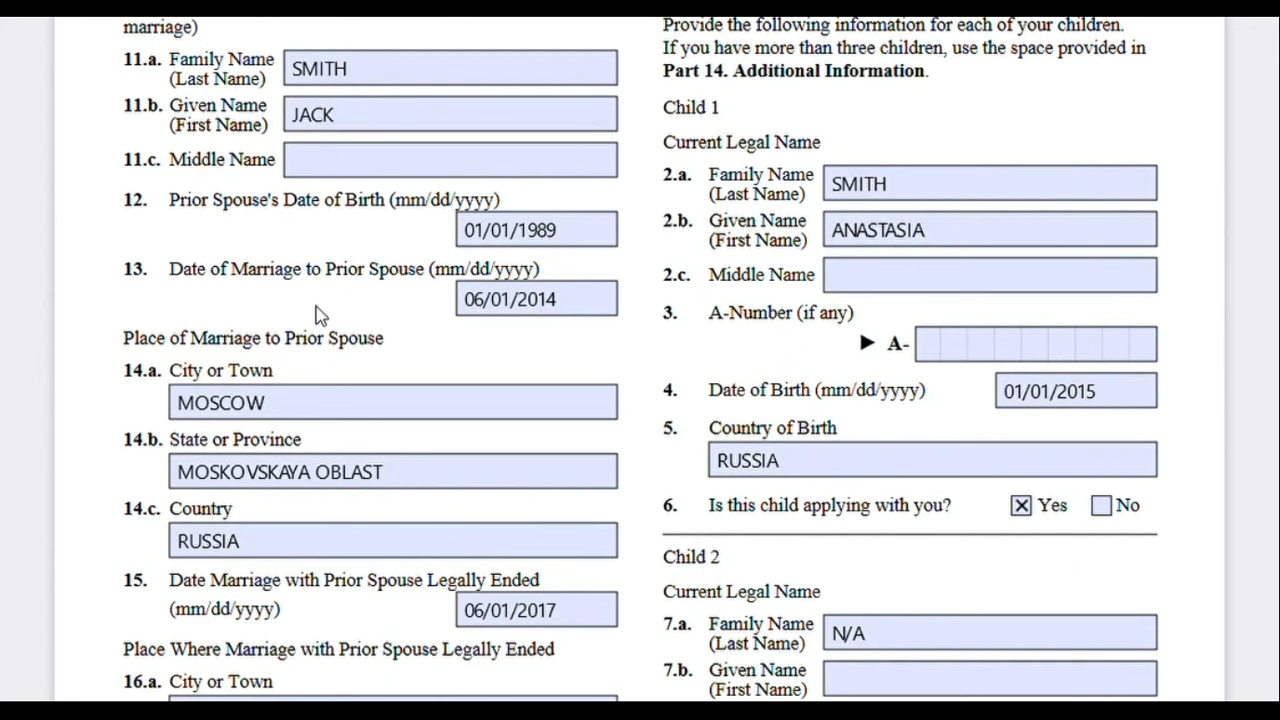 marriage)
11.a. Family Name
(Last Name)
SMITH
11.b. Given Name
(First Name)
JACK
11.c. Middle Name
12. Prior Spouse's Date of Birth (mm/dd/yyyy)
01/01/1989
13. Date of Marriage to Prior Spouse (mm/dd/yyyy)
06/01/2014
Place of Marriage to Prior Spouse
14.a. City or Town
MOSCOW
14.b. State or Province
MOSKOVSKAYA OBLAST
14.c. Country
RUSSIA
15. Date Marriage with Prior Spouse Legally Ended
(mm/dd/yyyy)
06/01/2017
Place Where Marriage with Prior Spouse Legally Ended
16.a. City or Town
Provide the following information for each of your children.
If you have more than three children, use the space provided in
Part 14. Additional Information.
Child 1
Current Legal Name
2.a. Family Name
(Last Name)
SMITH
2.b. Given Name
(First Name)
ANASTASIA
2.c. Middle Name
3. A-Number (if any)
► A-
4. Date of Birth (mm/dd/yyyy)
01/01/2015
5. Country of Birth
RUSSIA
6. Is this child applying with you? X Yes No
Child 2
Current Legal Name
7.a. Family Name
(Last Name)
N/A
7.b. Given Name
(First Name)